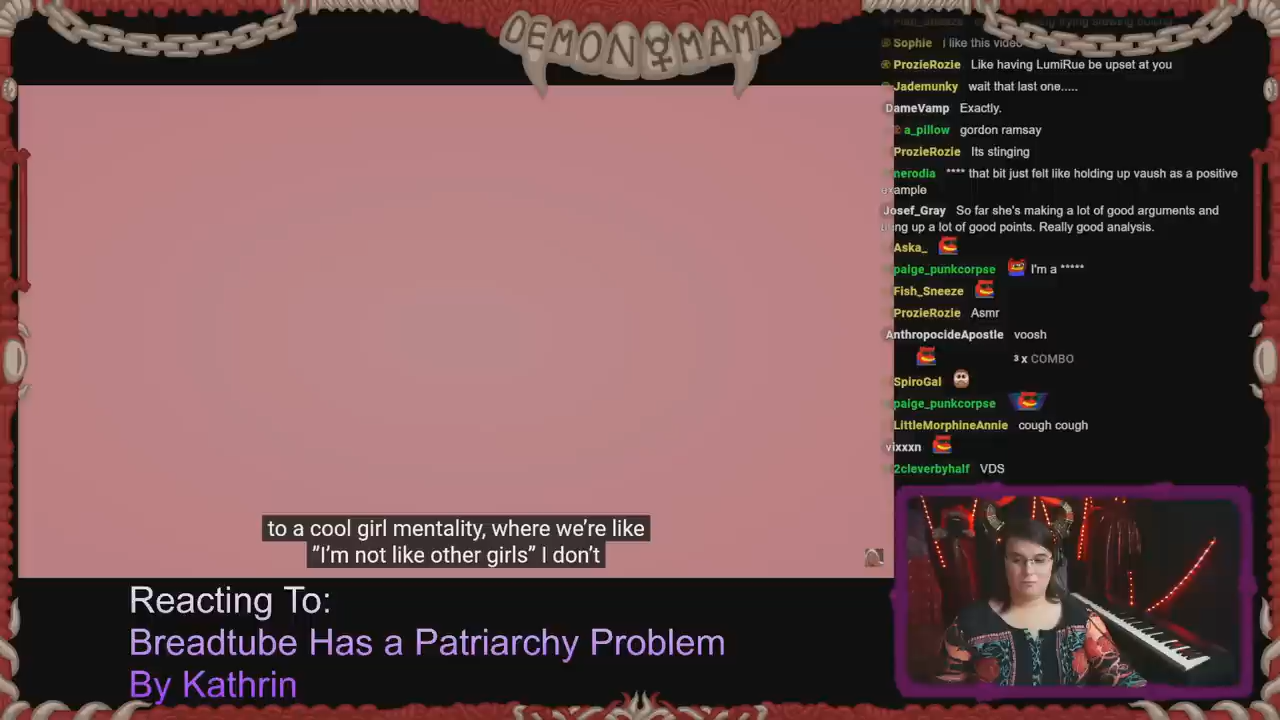 DEMON MAMA
Sophie I like this video
ProzieRozie Like having LumiRue be upset at you
Jademunky wait that last one.....
DameVamp Exactly.
a_pillow gordon ramsay
ProzieRozie Its stinging
nerodia **** that bit just felt like holding up vaush as a positive
example
Josef_Gray So far she's making a lot of good arguments and
ung up a lot of good points. Really good analysis.
Aska_
paige_punkcorpse I'm a *****
Fish_Sneeze
ProzieRozie Asmr
AnthropocideApostle voosh
3 x COMBO
SpiroGal
paige_punkcorpse
LittleMorphineAnnie cough cough
vixxxn
2cleverbyhalf VDS
to a cool girl mentality, where we're like
"I'm not like other girls" I don't
Reacting To:
Breadtube Has a Patriarchy Problem
By Kathrin